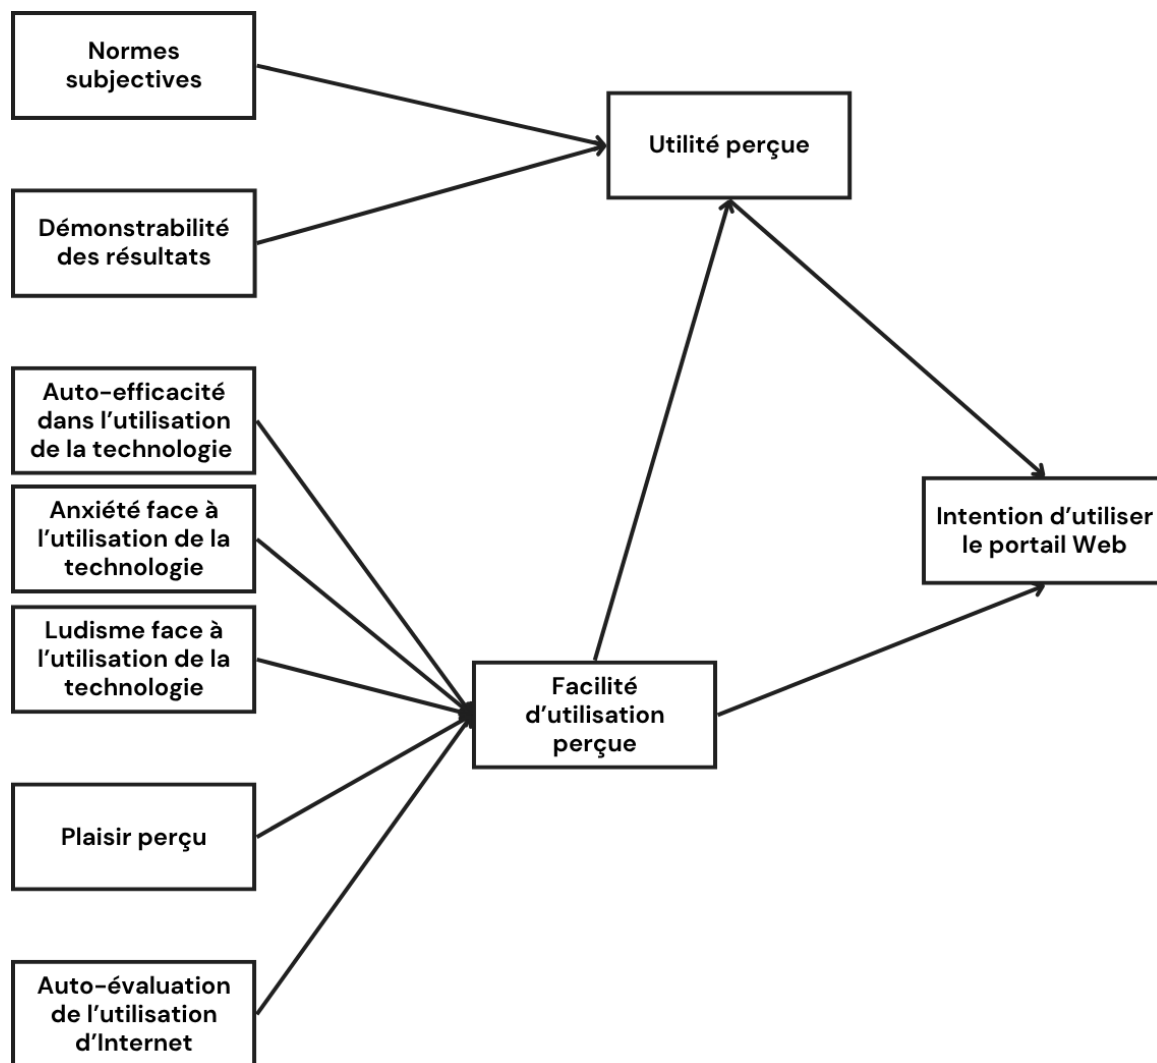 Normes
subjectives
Utilité perçue
Démonstrabilité
des résultats
Auto-efficacité
dans l'utilisation
de la technologie
Anxiété face à
l'utilisation de la
technologie
Intention d'utiliser
le portail Web
Ludisme face à
l'utilisation de la
technologie
Facilité
d'utilisation
perçue
Plaisir perçu
Auto-évaluation
de l'utilisation
d'Internet